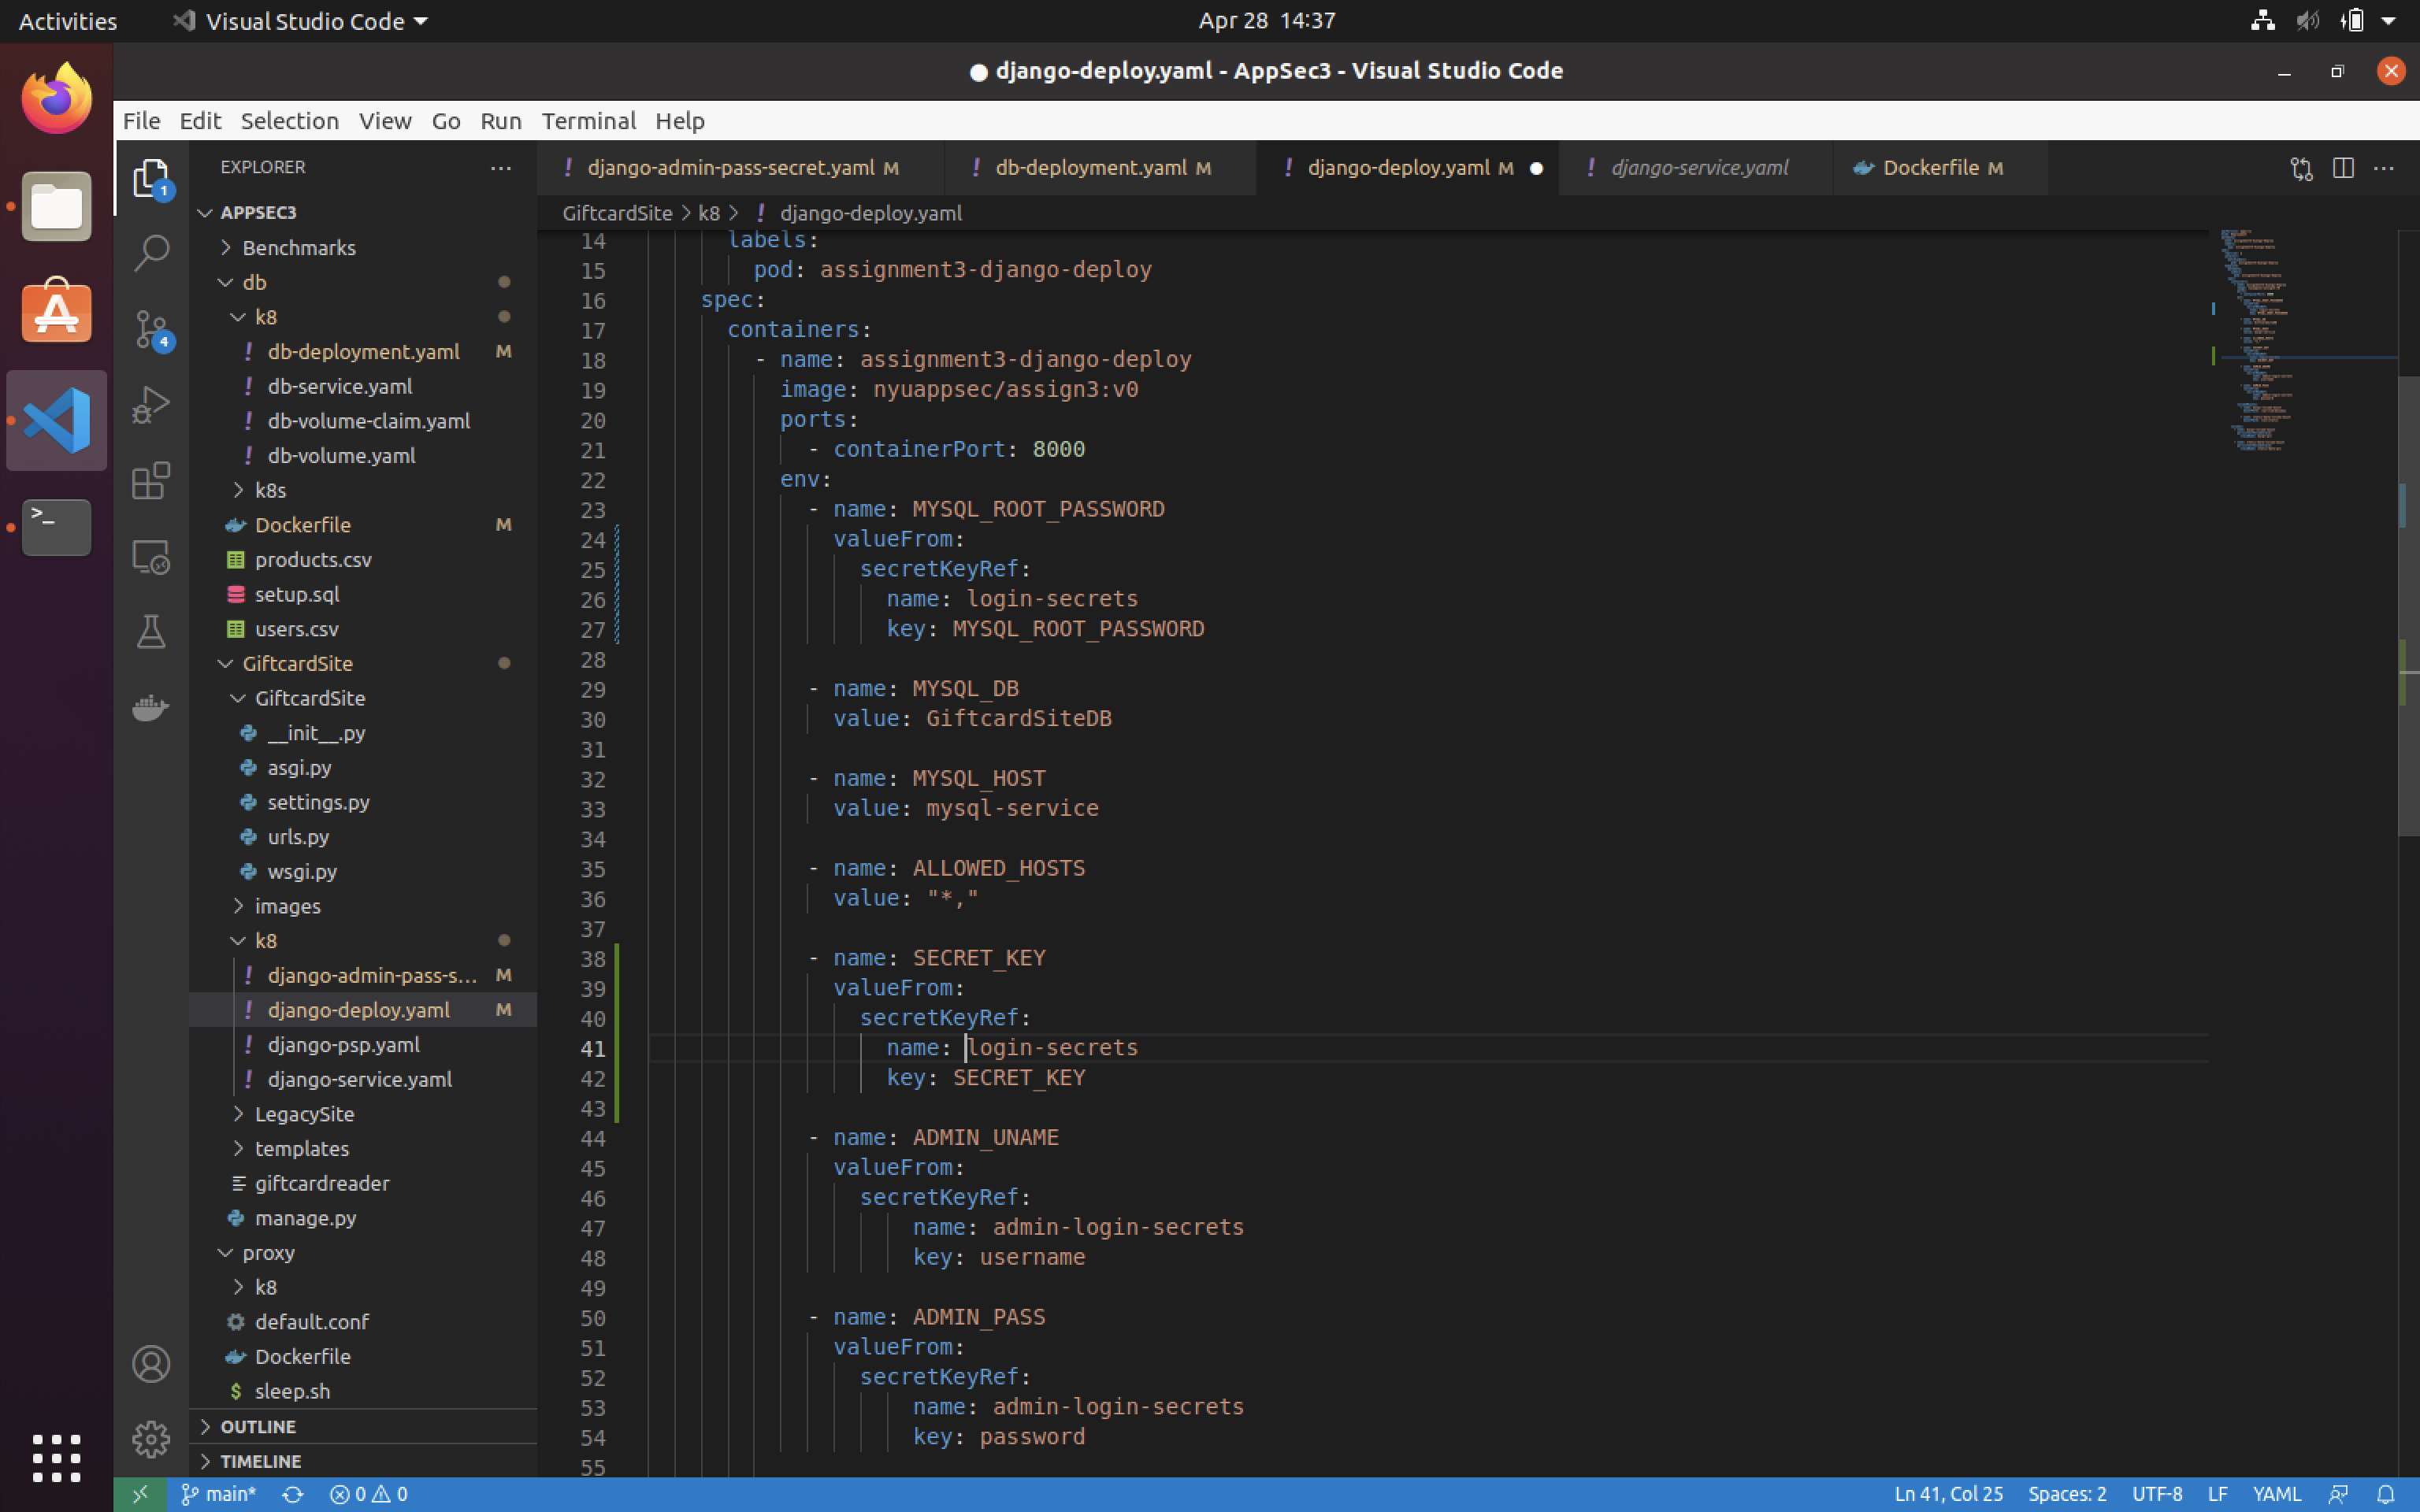 Activities
Visual Studio Code
Apr 28 14:37
django-deploy.yaml - AppSec3 - Visual Studio Code
File Edit Selection View Go Run Terminal Help
EXPLORER
APPSEC3
Benchmarks
db
k8
db-deployment.yaml M
db-service.yaml
db-volume-claim.yaml
db-volume.yaml
k8s
Dockerfile M
products.csv
setup.sql
users.csv
GiftcardSite
GiftcardSite
__init__.py
asgi.py
settings.py
urls.py
wsgi.py
images
k8
django-admin-pass-s... M
django-deploy.yaml M
django-psp.yaml
django-service.yaml
LegacySite
templates
giftcardreader
manage.py
proxy
k8
default.conf
Dockerfile
sleep.sh
OUTLINE
TIMELINE
1
4
django-admin-pass-secret.yaml M
db-deployment.yaml M
django-deploy.yaml M
django-service.yaml
Dockerfile M
GiftcardSite > k8 > ! django-deploy.yaml
14 labels:
15 pod: assignment3-django-deploy
16 spec:
17 containers:
18 - name: assignment3-django-deploy
19 image: nyuappsec/assign3:v0
20 ports:
21 - containerPort: 8000
22 env:
23 - name: MYSQL_ROOT_PASSWORD
24 valueFrom:
25 secretKeyRef:
26 name: login-secrets
27 key: MYSQL_ROOT_PASSWORD
28
29 - name: MYSQL_DB
30 value: GiftcardSiteDB
31
32 - name: MYSQL_HOST
33 value: mysql-service
34
35 - name: ALLOWED_HOSTS
36 value: "*,"
37
38 - name: SECRET_KEY
39 valueFrom:
40 secretKeyRef:
41 name: login-secrets
42 key: SECRET_KEY
43
44 - name: ADMIN_UNAME
45 valueFrom:
46 secretKeyRef:
47 name: admin-login-secrets
48 key: username
49
50 - name: ADMIN_PASS
51 valueFrom:
52 secretKeyRef:
53 name: admin-login-secrets
54 key: password
55
main* 0 0
Ln 41, Col 25 Spaces: 2 UTF-8 LF YAML